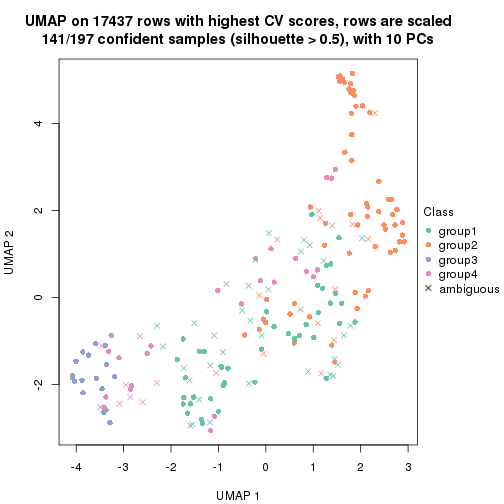 UMAP on 17437 rows with highest CV scores, rows are scaled
141/197 confident samples (silhouette > 0.5), with 10 PCs
4
2
0
-2
UMAP 2
-4
-3
-2
-1
0
1
2
3
UMAP 1
Class
group1
group2
group3
group4
ambiguous